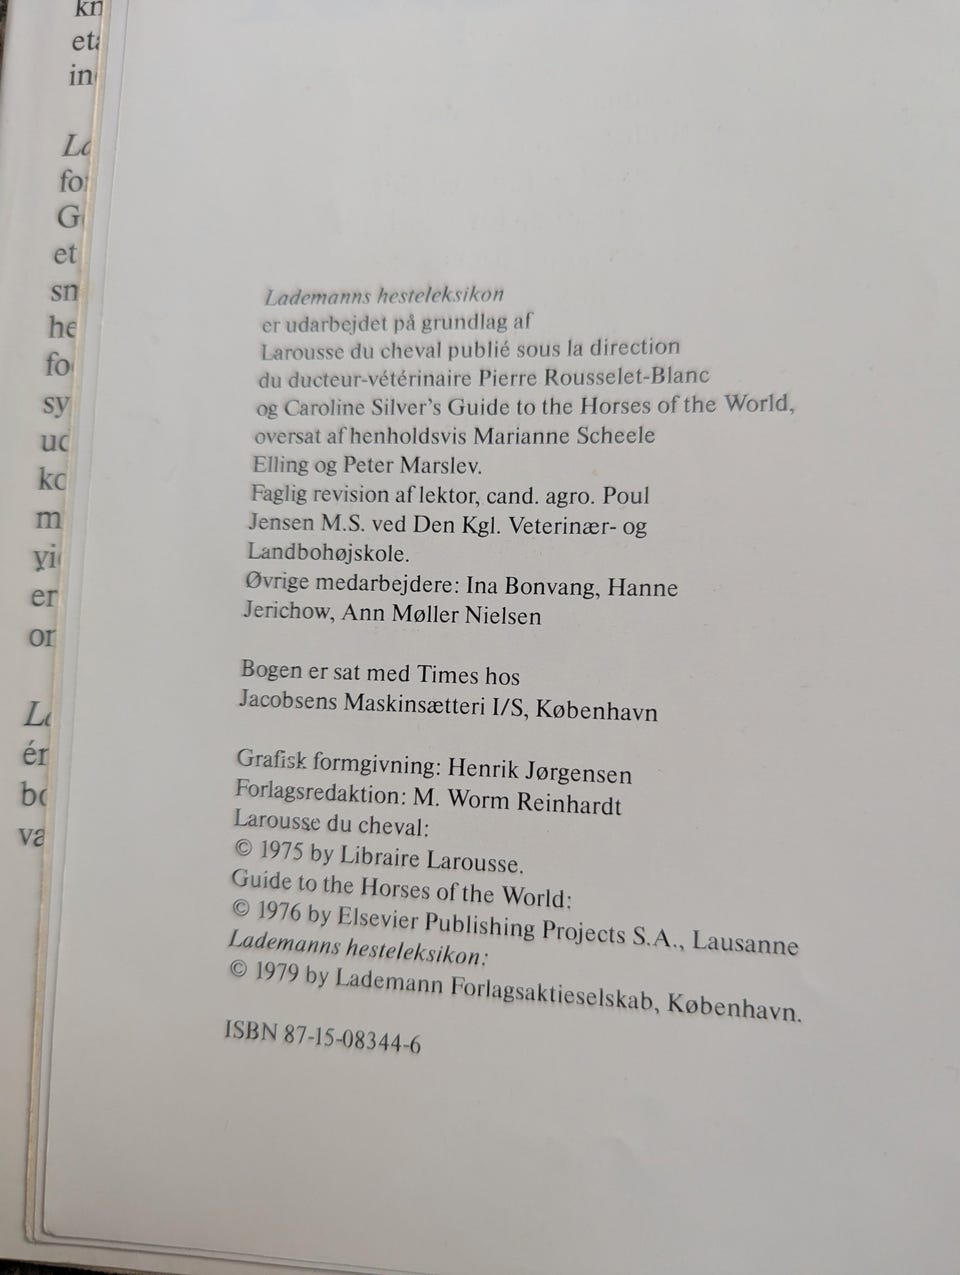 Lademanns hesteleksikon
er udarbejdet på grundlag af
Larousse du cheval publié sous la direction
du ducteur-vétérinaire Pierre Rousselet-Blanc
og Caroline Silver's Guide to the Horses of the World,
oversat af henholdsvis Marianne Scheele
Elling og Peter Marslev.
Faglig revision af lektor, cand. agro. Poul
Jensen M.S. ved Den Kgl. Veterinær- og
Landbohøjskole.
Øvrige medarbejdere: Ina Bonvang, Hanne
Jerichow, Ann Møller Nielsen
Bogen er sat med Times hos
Jacobsens Maskinsætteri I/S, København
Grafisk formgivning: Henrik Jørgensen
Forlagsredaktion: M. Worm Reinhardt
Larousse du cheval:
© 1975 by Libraire Larousse.
Guide to the Horses of the World:
© 1976 by Elsevier Publishing Projects S.A., Lausanne
Lademanns hesteleksikon:
© 1979 by Lademann Forlagsaktieselskab, København.
ISBN 87-15-08344-6